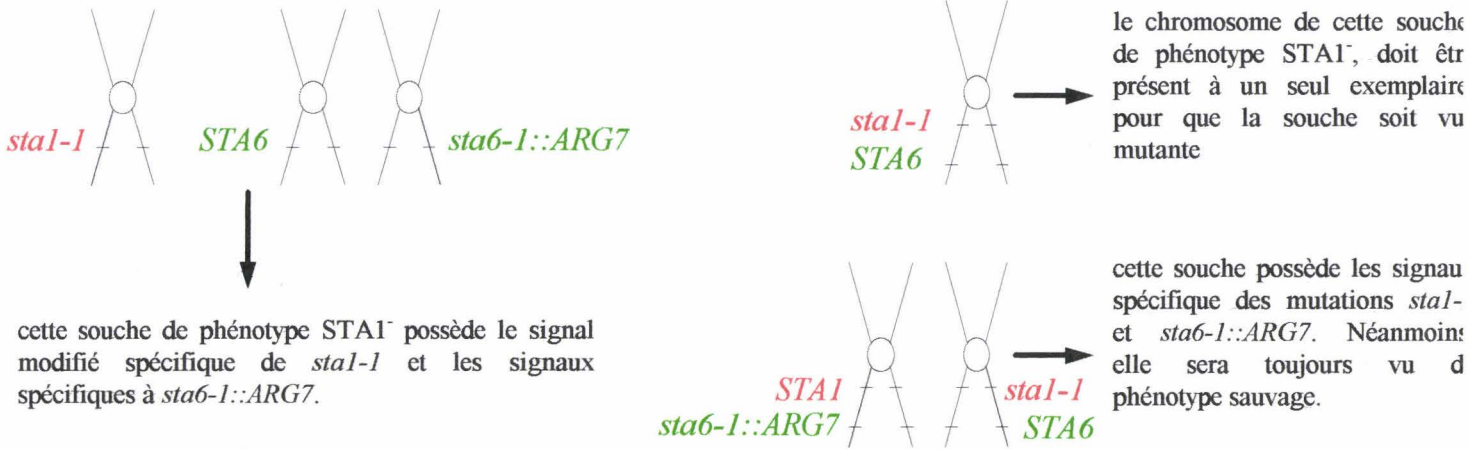 sta1-1 STA6 sta6-1::ARG7
cette souche de phénotype STA1⁻ possède le signal
modifié spécifique de sta1-1 et les signaux
spécifiques à sta6-1::ARG7.
sta1-1
STA6
le chromosome de cette souche
de phénotype STA1⁻, doit êtr
présent à un seul exemplaire
pour que la souche soit vu
mutante
STA1 sta1-1
sta6-1::ARG7 STA6
cette souche possède les signau
spécifique des mutations sta1-
et sta6-1::ARG7. Néanmoins
elle sera toujours vu d
phénotype sauvage.